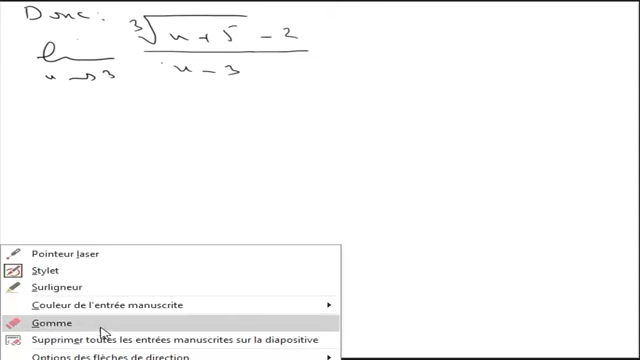 Donc:
lim ∛(x+5) - 2
x→3 x - 3
Pointeur laser
Stylet
Surligneur
Couleur de l'entrée manuscrite
Gomme
Supprimer toutes les entrées manuscrites sur la diapositive
Options des flèches de direction